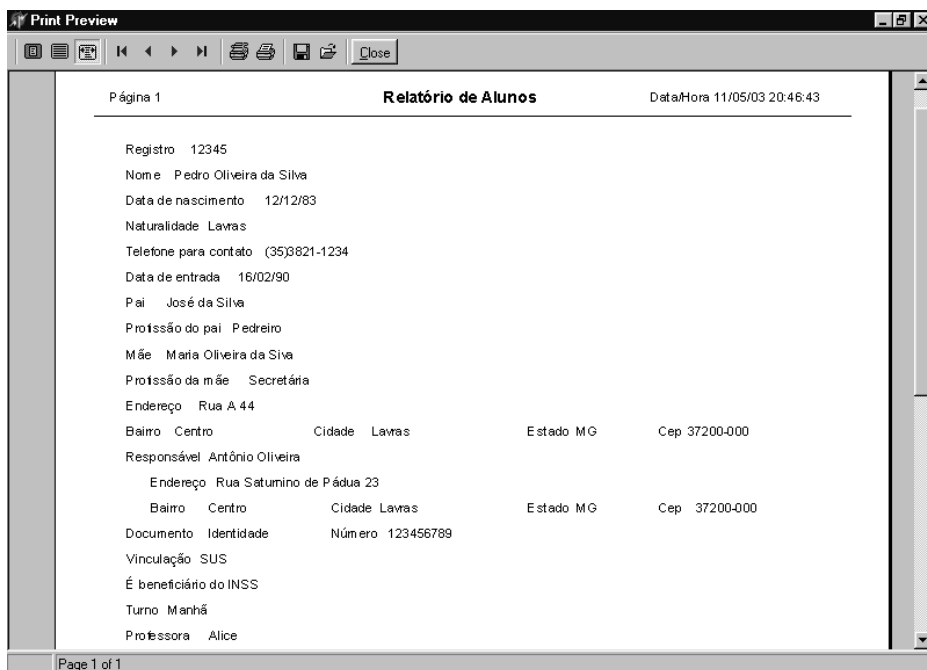 Print Preview
Close
Página 1 Relatório de Alunos Data/Hora 11/05/03 20:46:43
Registro 12345
Nome Pedro Oliveira da Silva
Data de nascimento 12/12/83
Naturalidade Lavras
Telefone para contato (35)3821-1234
Data de entrada 16/02/90
Pai José da Silva
Profissão do pai Pedreiro
Mãe Maria Oliveira da Siva
Profissão da mãe Secretária
Endereço Rua A 44
Bairro Centro Cidade Lavras Estado MG Cep 37200-000
Responsável Antônio Oliveira
Endereço Rua Saturnino de Pádua 23
Bairro Centro Cidade Lavras Estado MG Cep 37200-000
Documento Identidade Número 123456789
Vinculação SUS
É beneficiário do INSS
Turno Manhã
Professora Alice
Page 1 of 1